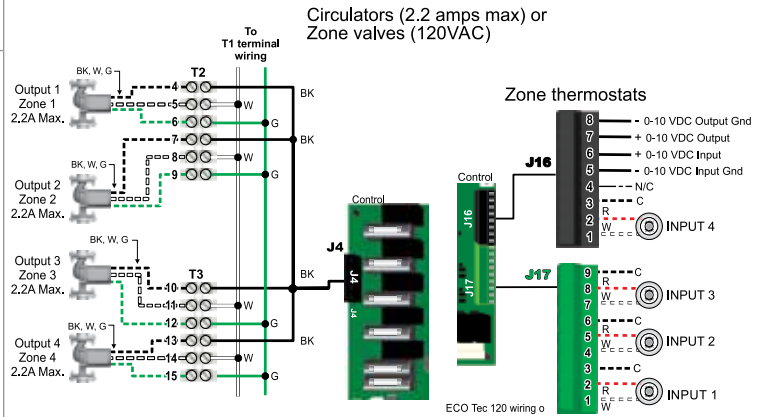 Circulators (2.2 amps max) or
Zone valves (120VAC)
To
T1 terminal
wiring
BK, W, G
T2
Output 1
Zone 1
2.2A Max.
4
5
6
W
G
BK
7
8
9
BK
W
G
BK, W, G
Output 2
Zone 2
2.2A Max.
BK, W, G
Output 3
Zone 3
2.2A Max.
T3
10
11
12
W
G
BK
BK, W, G
Output 4
Zone 4
2.2A Max.
13
14
15
BK
W
G
Control
J4
J4
J4
Zone thermostats
Control
J16
J17
J16
8 - 0-10 VDC Output Gnd
7 + 0-10 VDC Output
6 + 0-10 VDC Input
5 - 0-10 VDC Input Gnd
4 N/C
3 C
2 R
1 W
INPUT 4
J17
9 C
8 R
7 W
INPUT 3
6 C
5 R
4 W
INPUT 2
3 C
2 R
1 W
INPUT 1
ECO Tec 120 wiring o